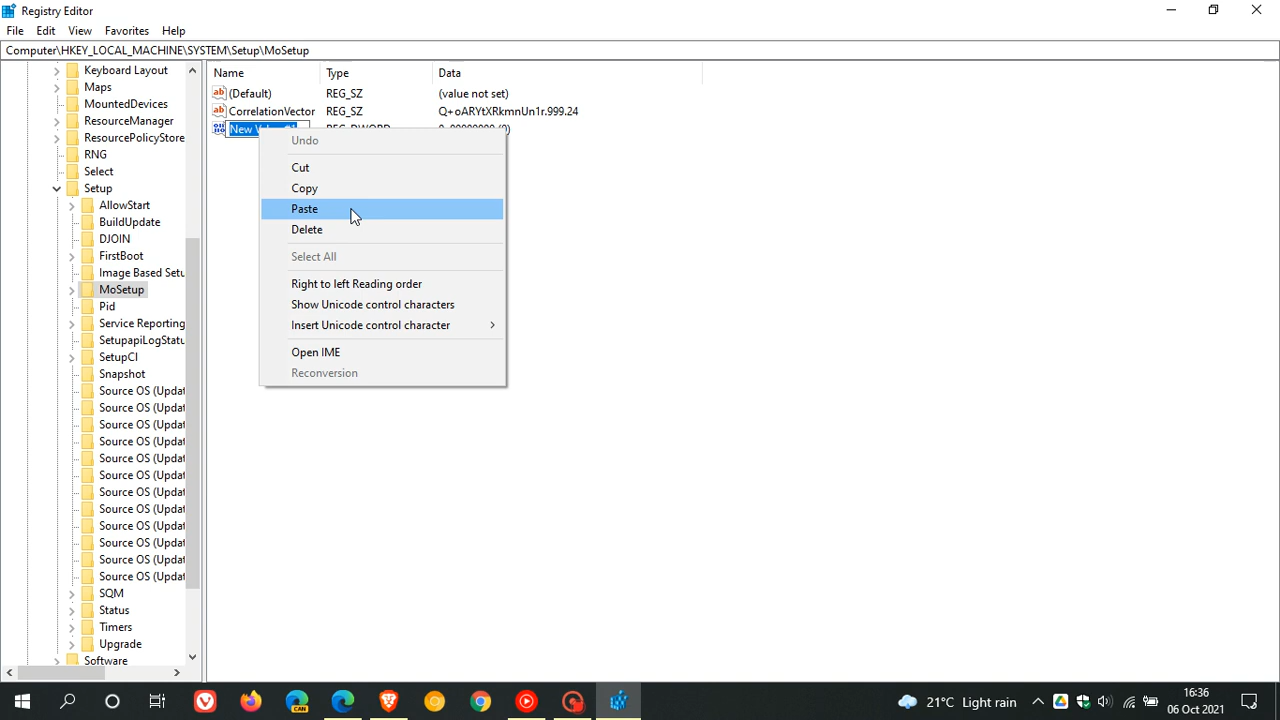 Registry Editor
File Edit View Favorites Help
Computer\HKEY_LOCAL_MACHINE\SYSTEM\Setup\MoSetup
Keyboard Layout
Maps
MountedDevices
ResourceManager
ResourcePolicyStore
RNG
Select
Setup
AllowStart
BuildUpdate
DJOIN
FirstBoot
Image Based Setu
MoSetup
Pid
Service Reporting
SetupapiLogStatu
SetupCl
Snapshot
Source OS (Updat
Source OS (Updat
Source OS (Updat
Source OS (Updat
Source OS (Updat
Source OS (Updat
Source OS (Updat
Source OS (Updat
Source OS (Updat
Source OS (Updat
Source OS (Updat
Source OS (Updat
SQM
Status
Timers
Upgrade
Software
Name Type Data
(Default) REG_SZ (value not set)
CorrelationVector REG_SZ Q+oARYtXRkmnUn1r.999.24
New
Undo
Cut
Copy
Paste
Delete
Select All
Right to left Reading order
Show Unicode control characters
Insert Unicode control character
Open IME
Reconversion
CAN
21°C Light rain
16:36
06 Oct 2021